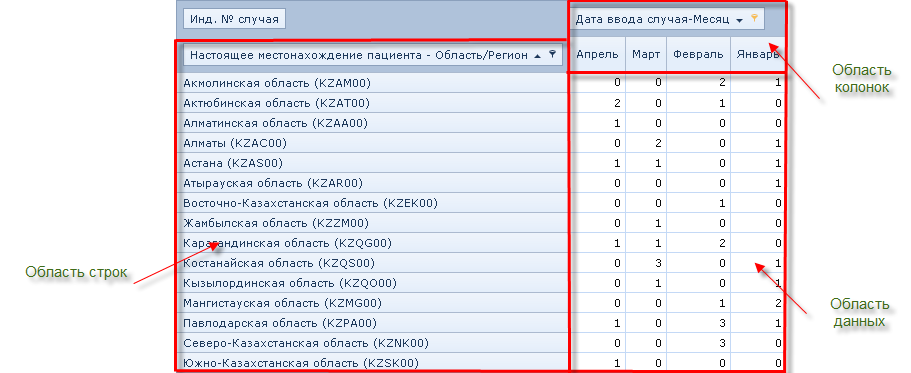 Инд. № случая
Дата ввода случая-Месяц
Настоящее местонахождение пациента - Область/Регион
Апрель Март Февраль Январь
Область колонок
Акмолинская область (KZAM00) 0 0 2 1
Актюбинская область (KZAT00) 2 0 1 0
Алматинская область (KZAA00) 1 0 0 0
Алматы (KZAC00) 0 2 0 1
Астана (KZAS00) 1 1 0 1
Атырауская область (KZAR00) 0 0 0 1
Восточно-Казахстанская область (KZEK00) 0 0 1 0
Жамбылская область (KZZM00) 0 1 0 0
Карагандинская область (KZQG00) 1 1 2 0
Область строк
Костанайская область (KZQS00) 0 3 0 1
Кызылординская область (KZQO00) 0 1 0 1
Мангистауская область (KZMG00) 0 0 1 2
Область данных
Павлодарская область (KZPA00) 1 0 3 1
Северо-Казахстанская область (KZNK00) 0 0 3 0
Южно-Казахстанская область (KZSK00) 1 0 0 0